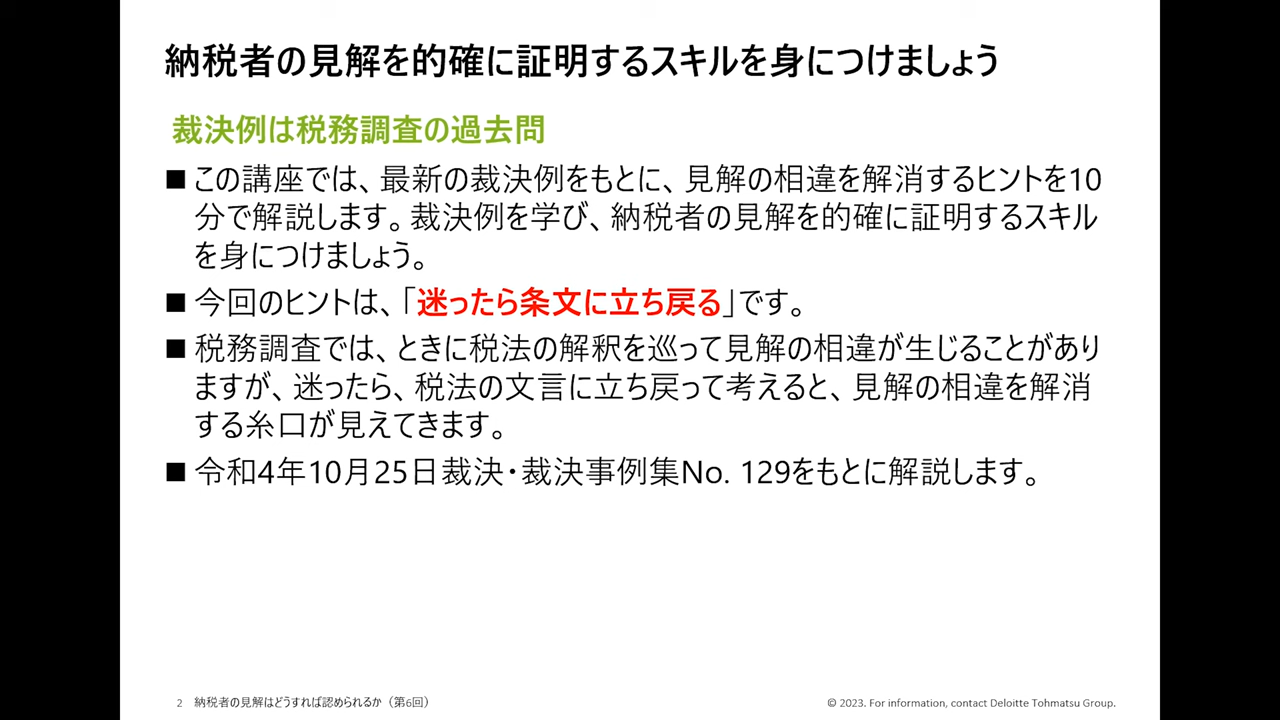 納税者の見解を的確に証明するスキルを身につけましょう
裁決例は税務調査の過去問
■ この講座では、最新の裁決例をもとに、見解の相違を解消するヒントを10
分で解説します。裁決例を学び、納税者の見解を的確に証明するスキル
を身につけましょう。
■ 今回のヒントは、「迷ったら条文に立ち戻る」です。
■ 税務調査では、ときに税法の解釈を巡って見解の相違が生じることがあり
ますが、迷ったら、税法の文言に立ち戻って考えると、見解の相違を解消
する糸口が見えてきます。
■ 令和4年10月25日裁決・裁決事例集No. 129をもとに解説します。
2 納税者の見解はどうすれば認められるか（第6回）
© 2023. For information, contact Deloitte Tohmatsu Group.